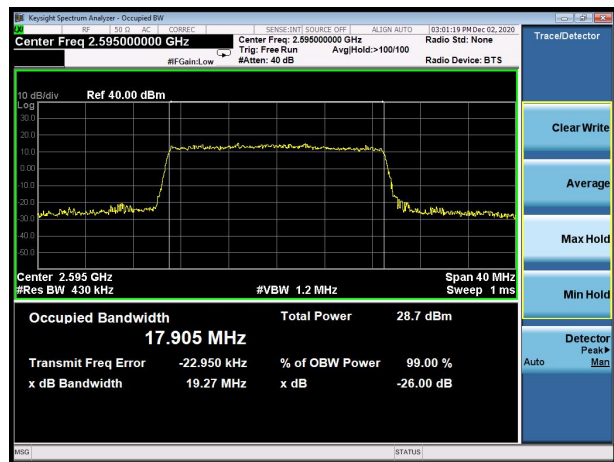 Keysight Spectrum Analyzer - Occupied BW
RF 50 Ω AC CORREC SENSE:INT SOURCE OFF ALIGN AUTO 03:01:19 PM Dec 02, 2020
Center Freq 2.595000000 GHz Center Freq: 2.595000000 GHz Radio Std: None Trace/Detector
Trig: Free Run Avg|Hold:>100/100
#IFGain:Low #Atten: 40 dB Radio Device: BTS
10 dB/div Ref 40.00 dBm
Log
30.0
20.0
10.0
0.00
-10.0
-20.0
-30.0
-40.0
-50.0
Clear Write
Average
Max Hold
Min Hold
Detector
Peak▶
Auto Man
Center 2.595 GHz Span 40 MHz
#Res BW 430 kHz #VBW 1.2 MHz Sweep 1 ms
Occupied Bandwidth Total Power 28.7 dBm
17.905 MHz
Transmit Freq Error -22.950 kHz % of OBW Power 99.00 %
x dB Bandwidth 19.27 MHz x dB -26.00 dB
MSG STATUS